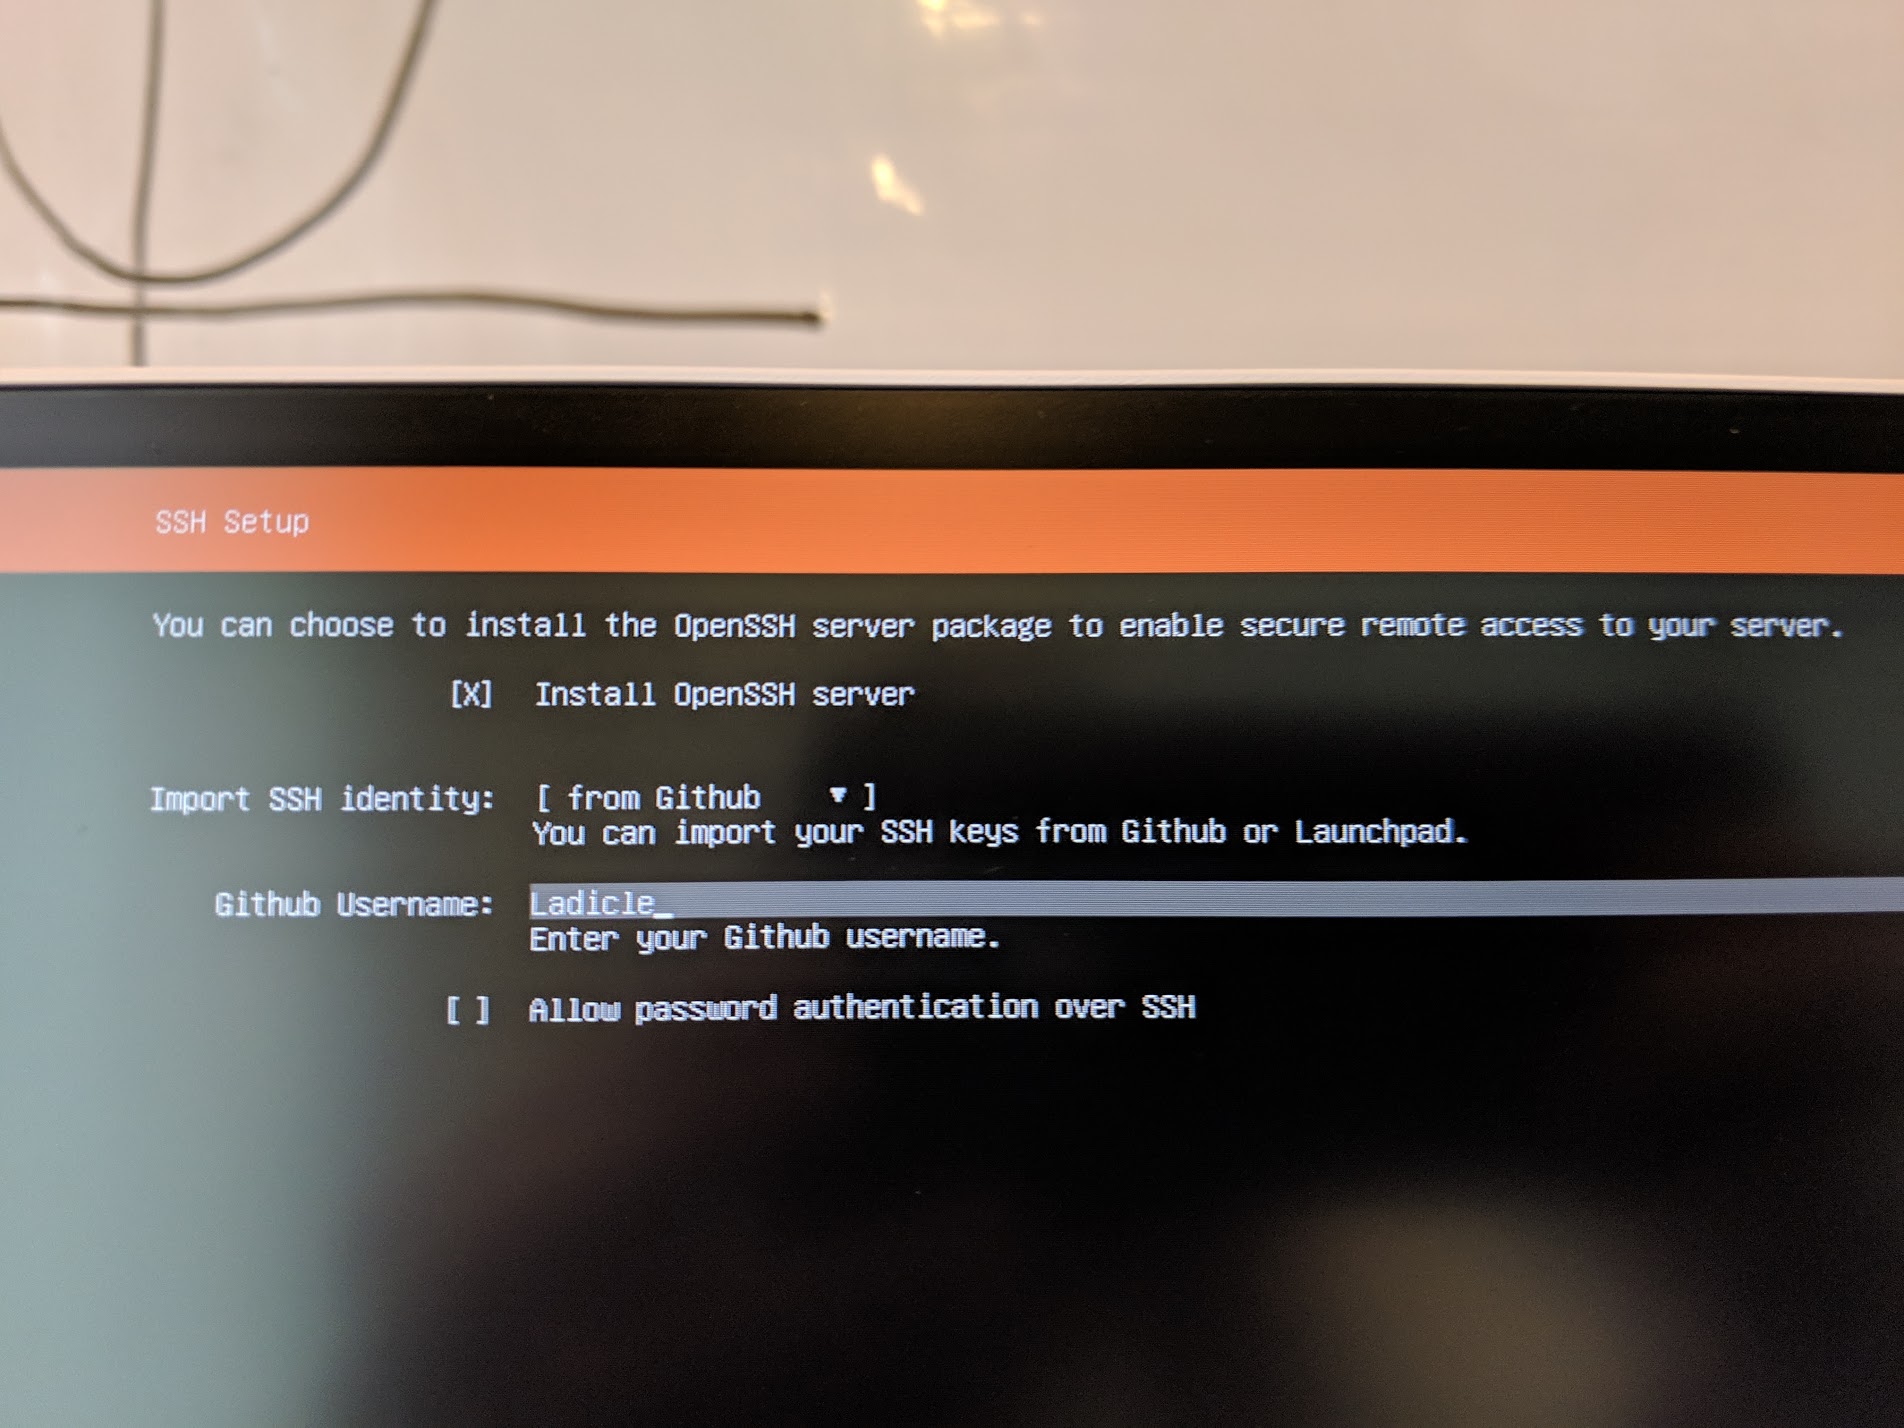 SSH Setup
You can choose to install the OpenSSH server package to enable secure remote access to your server.
[X] Install OpenSSH server
Import SSH identity: [ from Github ▼ ]
You can import your SSH keys from Github or Launchpad.
Github Username: Ladicle_
Enter your Github username.
[ ] Allow password authentication over SSH